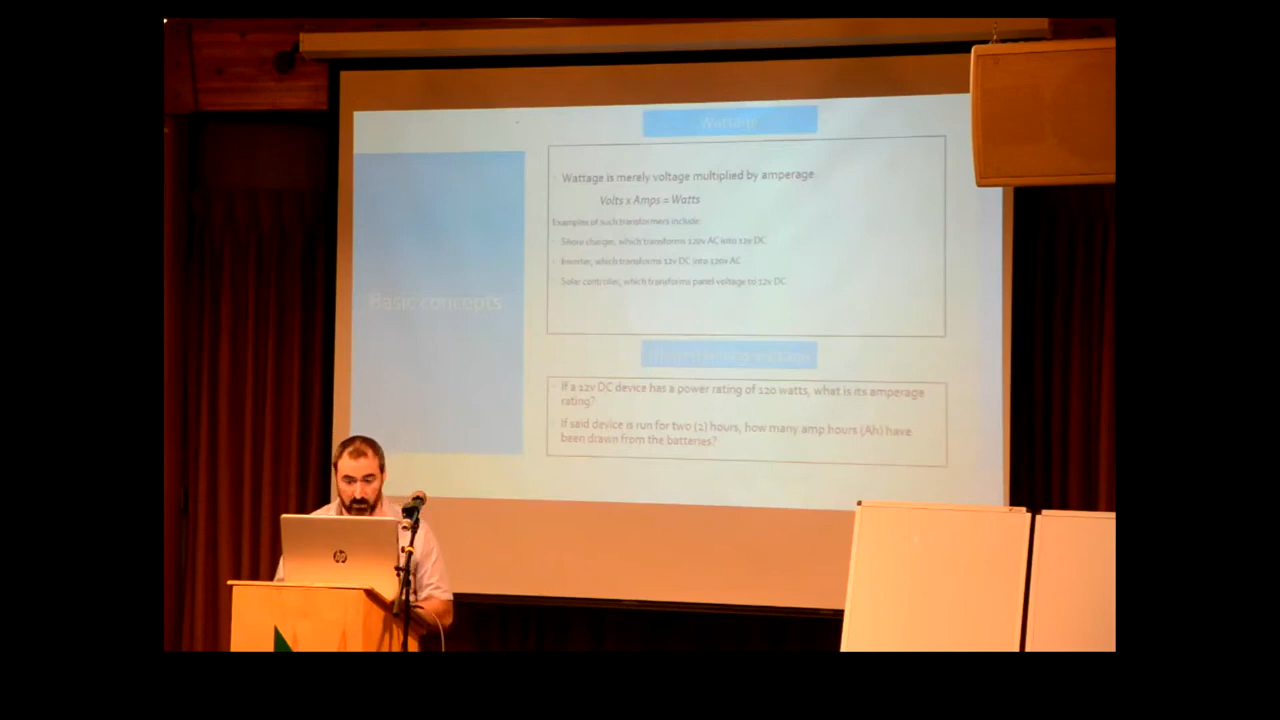 Wattage
Wattage is merely voltage multiplied by amperage.
Volts x Amps = Watts
Examples of such transformers include:
Shore charger, which transforms 120v AC into 12v DC
Inverter, which transforms 12v DC into 120v AC
Solar controller, which transforms panel voltage to 12v DC
Basic concepts
If a 12v DC device has a power rating of 120 watts, what is its amperage
rating?
If said device is run for two (2) hours, how many amp hours (Ah) have
been drawn from the batteries?
hp